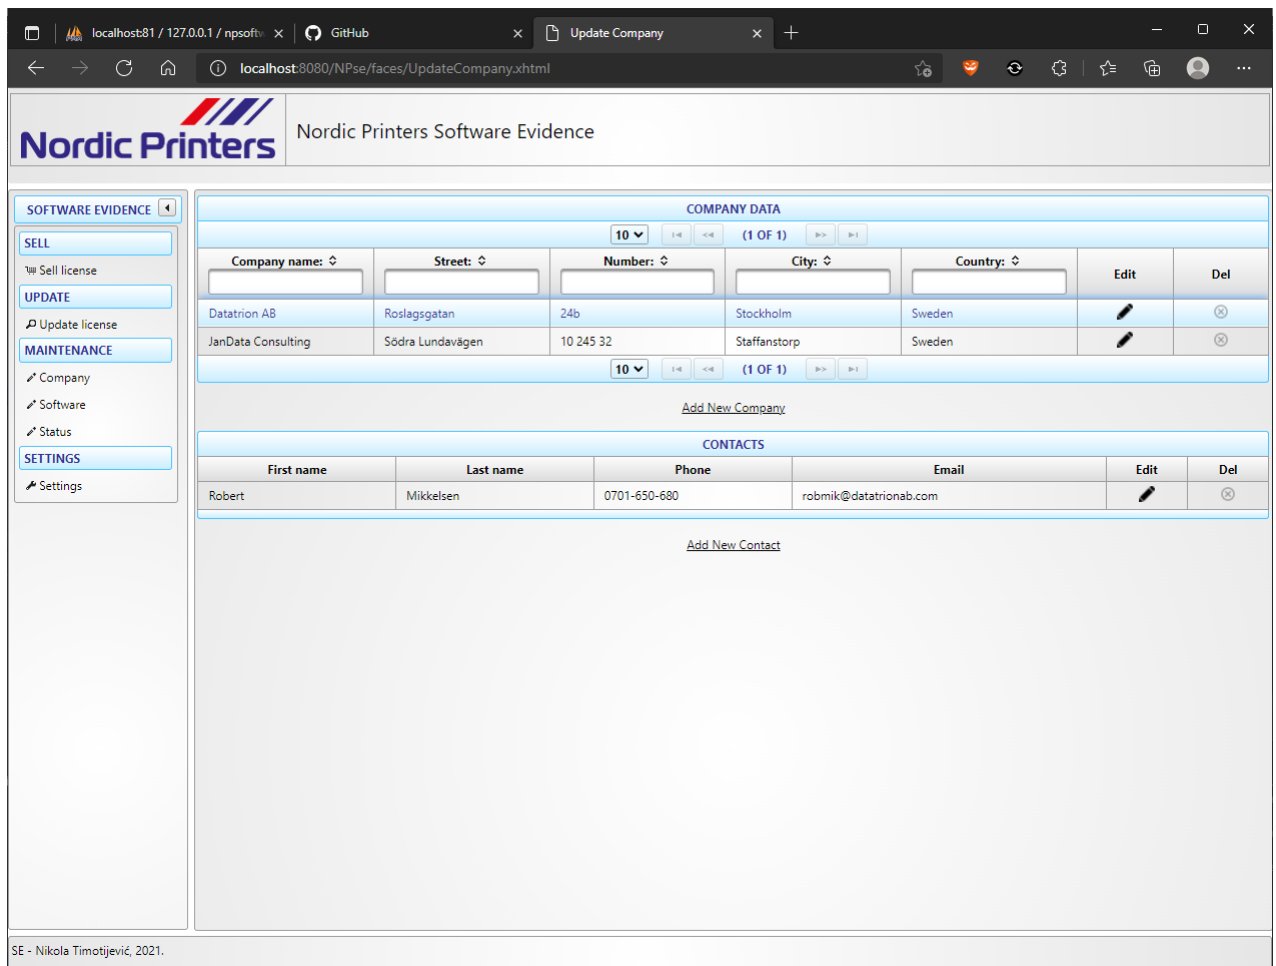 localhost:81 / 127.0.0.1 / npsoftw
GitHub
Update Company
localhost:8080/NPse/faces/UpdateCompany.xhtml
Nordic Printers
Nordic Printers Software Evidence
SOFTWARE EVIDENCE
SELL
Sell license
UPDATE
Update license
MAINTENANCE
Company
Software
Status
SETTINGS
Settings
COMPANY DATA
10 (1 OF 1)
Company name: Street: Number: City: Country: Edit Del
Datatrion AB Roslagsgatan 24b Stockholm Sweden
JanData Consulting Södra Lundavägen 10 245 32 Staffanstorp Sweden
10 (1 OF 1)
Add New Company
CONTACTS
First name Last name Phone Email Edit Del
Robert Mikkelsen 0701-650-680 robmik@datatrionab.com
Add New Contact
SE - Nikola Timotijević, 2021.